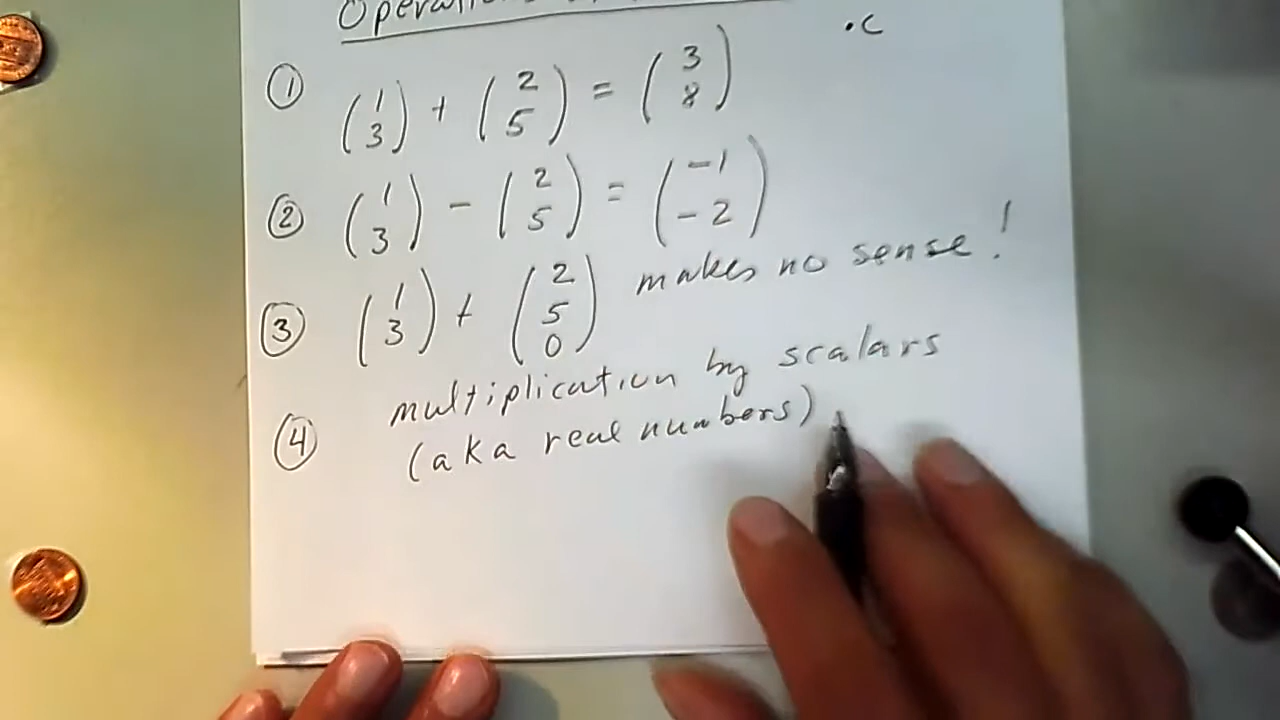 Operations
• C
① (1 3) + (2 5) = (3 8)
② (1 3) - (2 5) = (-1 -2)
③ (1 3) + (2 5 0) makes no sense!
④ multiplication by scalars
(aka real numbers)